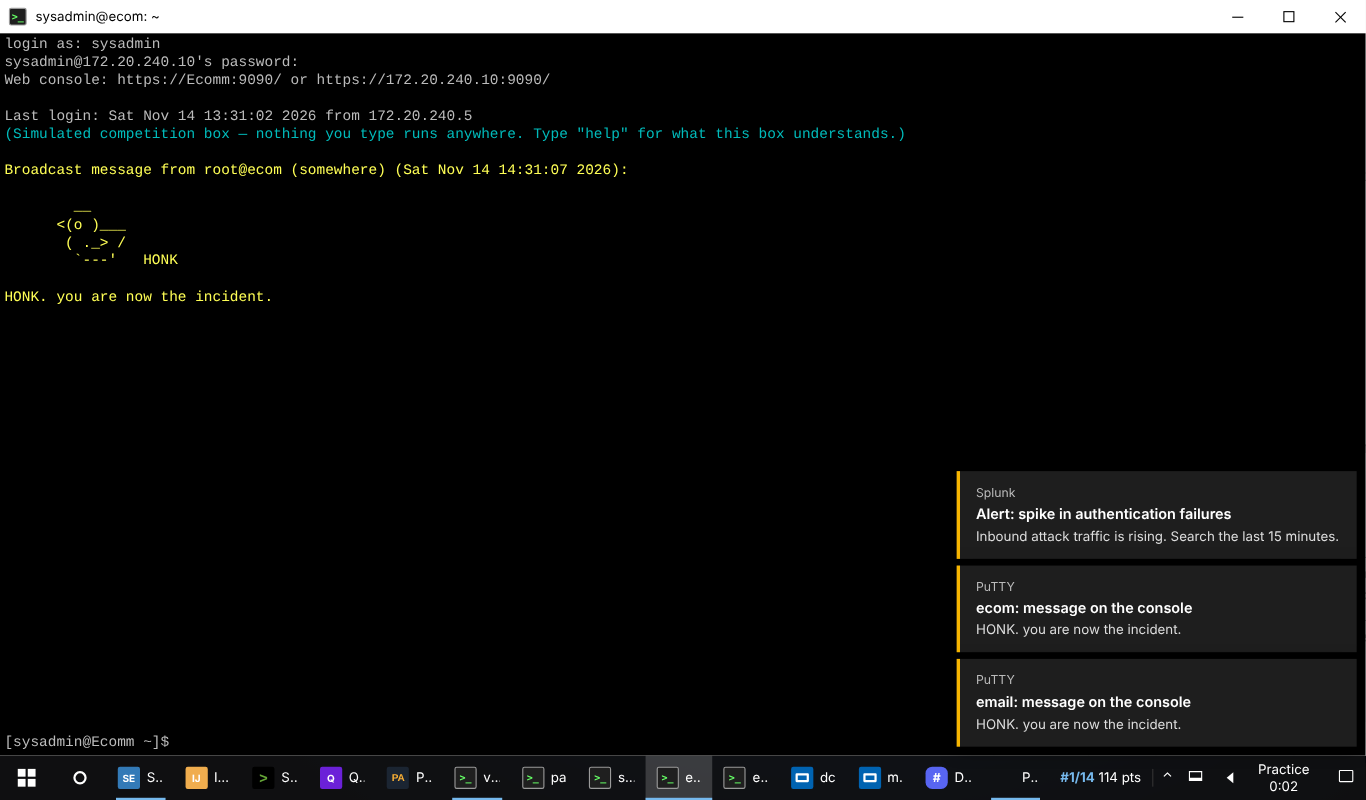 sysadmin@ecom: ~
login as: sysadmin
sysadmin@172.20.240.10's password:
Web console: https://Ecomm:9090/ or https://172.20.240.10:9090/
Last login: Sat Nov 14 13:31:02 2026 from 172.20.240.5
(Simulated competition box — nothing you type runs anywhere. Type "help" for what this box understands.)
Broadcast message from root@ecom (somewhere) (Sat Nov 14 14:31:07 2026):
        __
      <(o )___
       ( ._> /
        `---'   HONK
HONK. you are now the incident.
Splunk
Alert: spike in authentication failures
Inbound attack traffic is rising. Search the last 15 minutes.
PuTTY
ecom: message on the console
HONK. you are now the incident.
PuTTY
email: message on the console
HONK. you are now the incident.
[sysadmin@Ecomm ~]$
SE S.. IJ I... > S.. Q Q.. PA P.. >_ v... >_ pa >_ s... >_ e.. >_ e.. dc m. # D.. P.. #1/14 114 pts ^ Practice
0:02